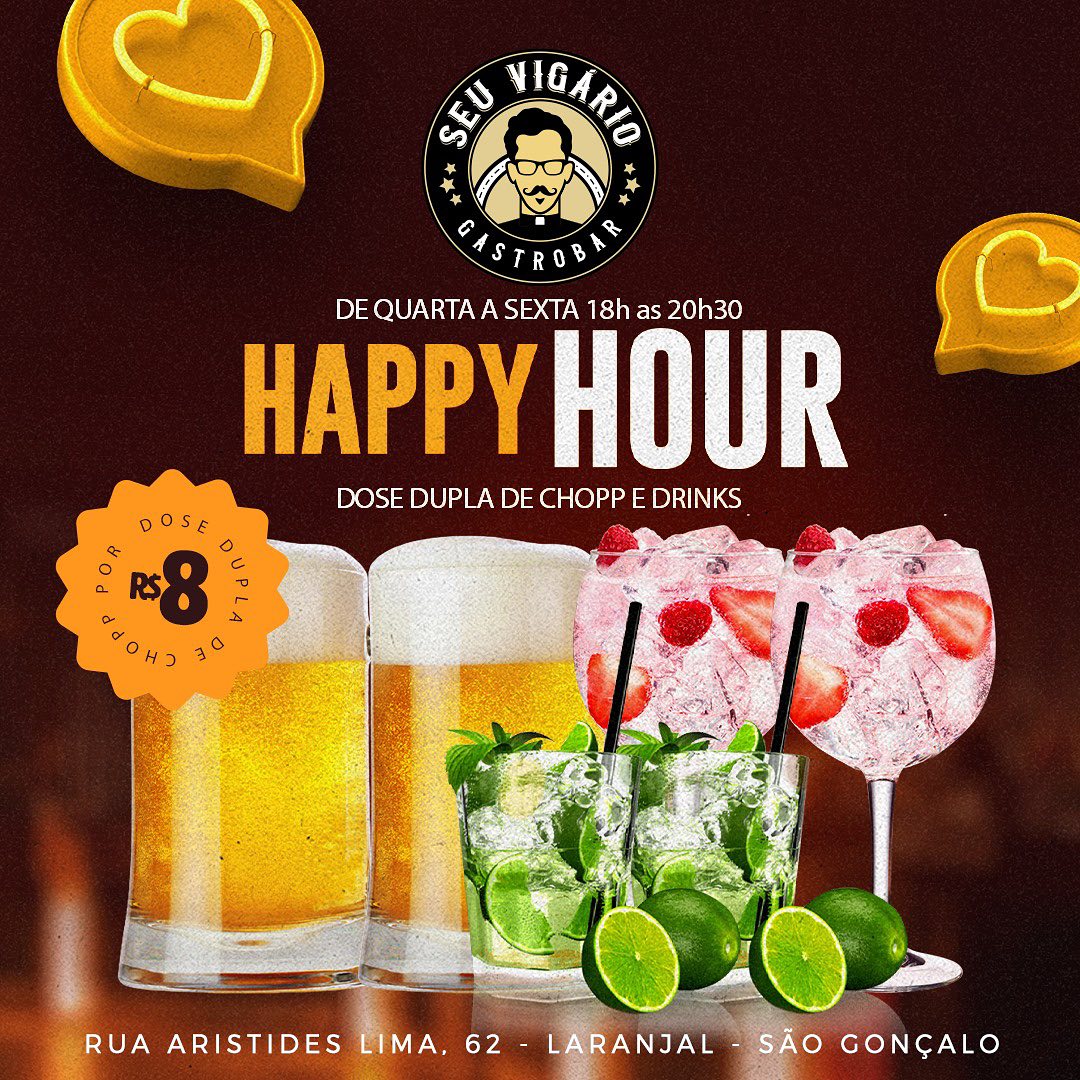 SEU VIGÁRIO
GASTROBAR
DE QUARTA A SEXTA 18h as 20h30
HAPPY HOUR
DOSE DUPLA DE CHOPP E DRINKS
DOSE DUPLA DE CHOPP POR
R$8
RUA ARISTIDES LIMA, 62 - LARANJAL - SÃO GONÇALO